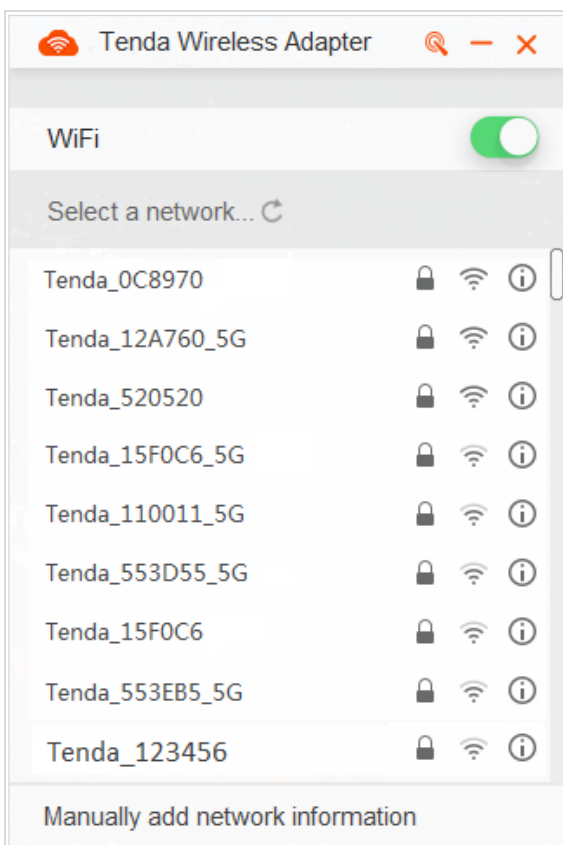 Tenda Wireless Adapter
WiFi
Select a network...
Tenda_0C8970
Tenda_12A760_5G
Tenda_520520
Tenda_15F0C6_5G
Tenda_110011_5G
Tenda_553D55_5G
Tenda_15F0C6
Tenda_553EB5_5G
Tenda_123456
Manually add network information